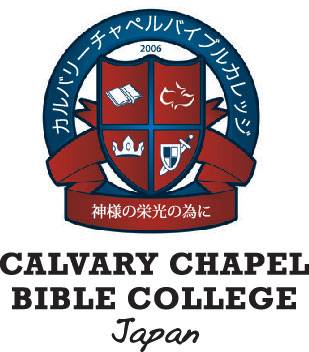 カルバリーチャペルバイブルカレッジ
2006
神様の栄光の為に
CALVARY CHAPEL
BIBLE COLLEGE
Japan